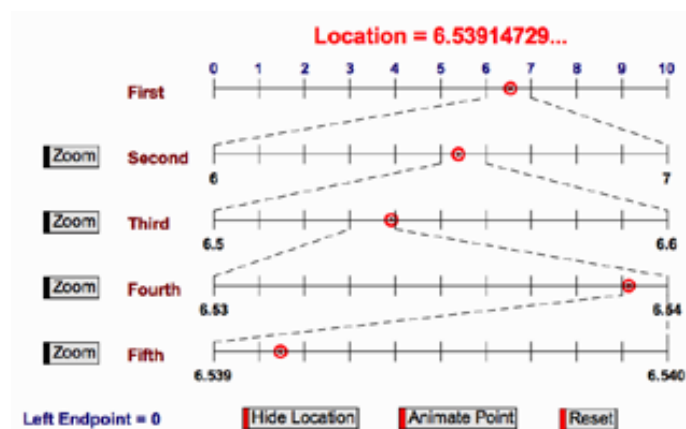 Location = 6.53914729...
0 1 2 3 4 5 6 7 8 9 10
First
Zoom Second
6 7
Zoom Third
6.5 6.6
Zoom Fourth
6.53 6.54
Zoom Fifth
6.539 6.540
Left Endpoint = 0 Hide Location Animate Point Reset